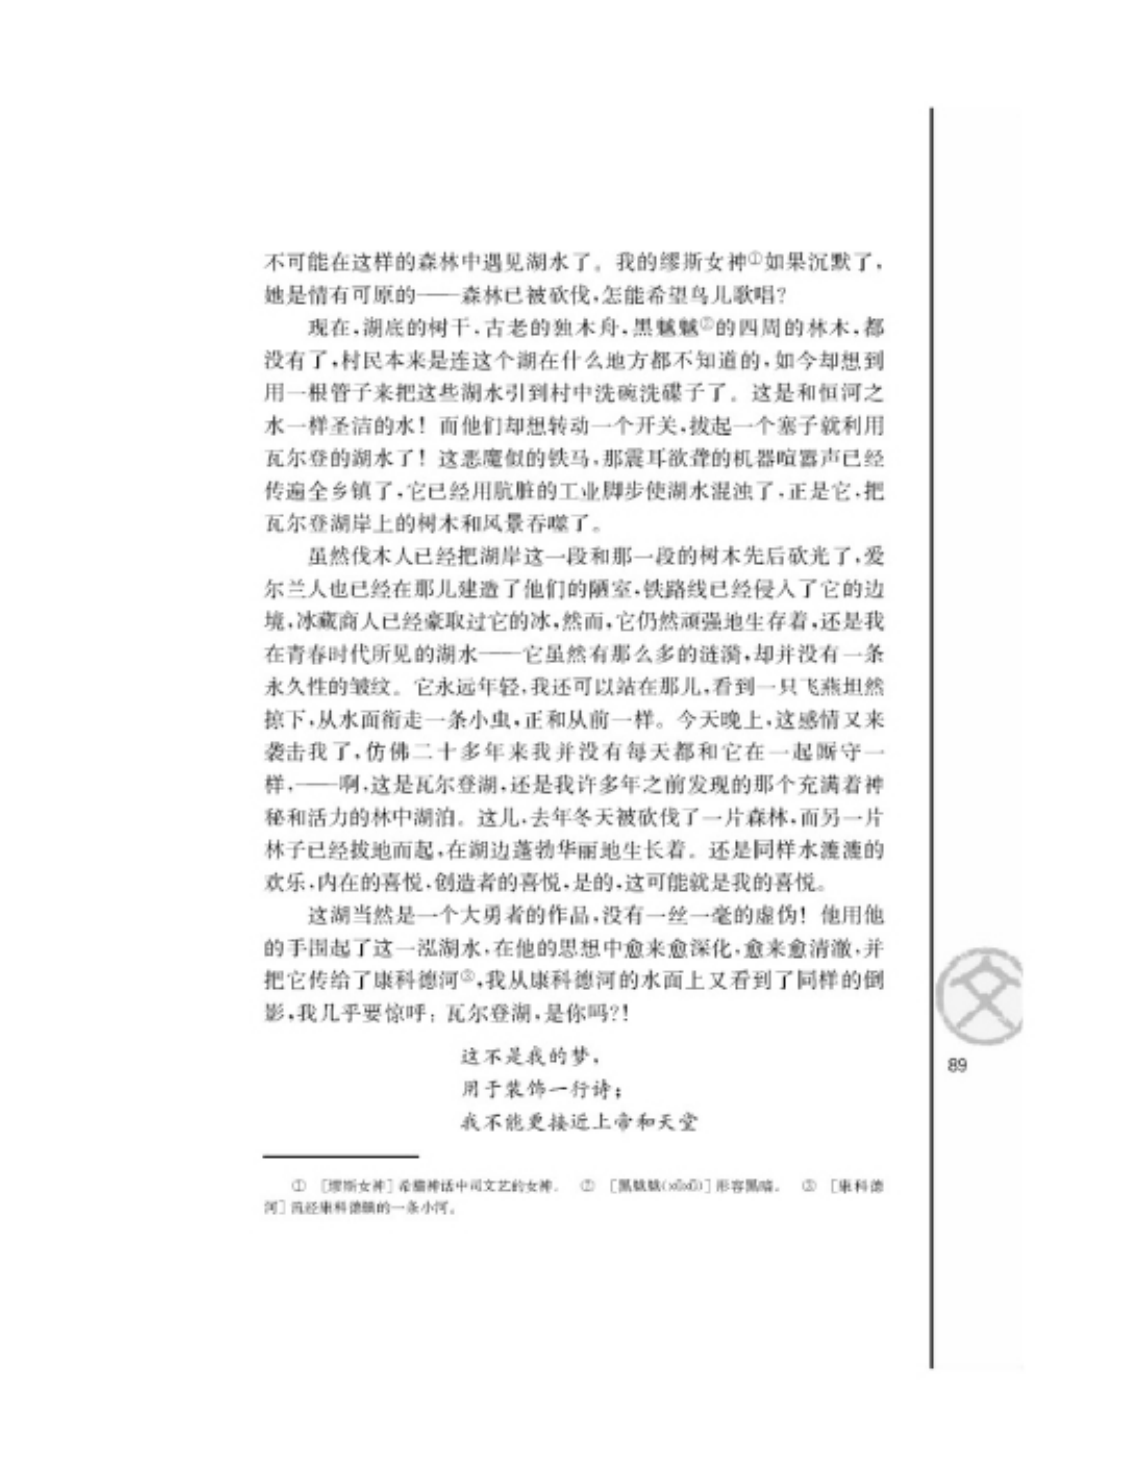 不可能在这样的森林中遇见湖水了。我的缪斯女神①如果沉默了，
她是情有可原的——森林已被砍伐，怎能希望鸟儿歌唱？
现在，湖底的树干，古老的独木舟，黑魆魆②的四周的林木，都
没有了，村民本来是连这个湖在什么地方都不知道的，如今却想到
用一根管子来把这些湖水引到村中洗碗洗碟子了。这是和恒河之
水一样圣洁的水！而他们却想转动一个开关，拔起一个塞子就利用
瓦尔登的湖水了！这恶魔似的铁马，那震耳欲聋的机器喧嚣声已经
传遍全乡镇了，它已经用肮脏的工业脚步使湖水混浊了，正是它，把
瓦尔登湖岸上的树木和风景吞噬了。
虽然伐木人已经把湖岸这一段和那一段的树木先后砍光了，爱
尔兰人也已经在那儿建造了他们的陋室，铁路线已经侵入了它的边
境，冰藏商人已经豪取过它的冰，然而，它仍然顽强地生存着，还是我
在青春时代所见的湖水——它虽然有那么多的涟漪，却并没有一条
永久性的皱纹。它永远年轻，我还可以站在那儿，看到一只飞燕坦然
掠下，从水面衔走一条小虫，正和从前一样。今天晚上，这感情又来
袭击我了，仿佛二十多年来我并没有每天都和它在一起厮守一
样，——啊，这是瓦尔登湖，还是我许多年之前发现的那个充满着神
秘和活力的林中湖泊。这儿，去年冬天被砍伐了一片森林，而另一片
林子已经拔地而起，在湖边蓬勃华丽地生长着。还是同样水漉漉的
欢乐，内在的喜悦，创造者的喜悦，是的，这可能就是我的喜悦。
这湖当然是一个大勇者的作品，没有一丝一毫的虚伪！他用他
的手围起了这一泓湖水，在他的思想中愈来愈深化，愈来愈清澈，并
把它传给了康科德河③，我从康科德河的水面上又看到了同样的倒
影，我几乎要惊呼：瓦尔登湖，是你吗？！
这不是我的梦，
用于装饰一行诗；
我不能更接近上帝和天堂
① ［缪斯女神］希腊神话中司文艺的女神。 ② ［黑魆魆(xūxū)］形容黑暗。 ③ ［康科德
河］流经康科德镇的一条小河。
文
89